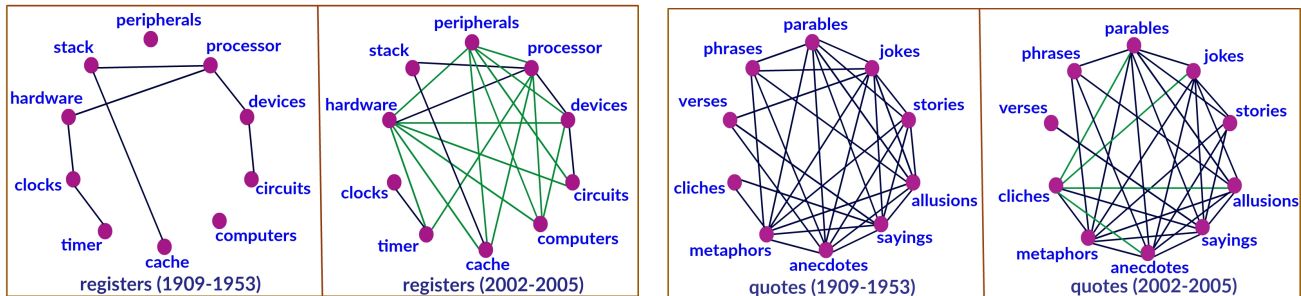 peripherals
stack
processor
hardware
devices
clocks
circuits
timer
computers
cache
registers (1909-1953)
peripherals
stack
processor
hardware
devices
clocks
circuits
timer
computers
cache
registers (2002-2005)
parables
phrases
jokes
verses
stories
cliches
allusions
metaphors
sayings
anecdotes
quotes (1909-1953)
parables
phrases
jokes
verses
stories
cliches
allusions
metaphors
sayings
anecdotes
quotes (2002-2005)